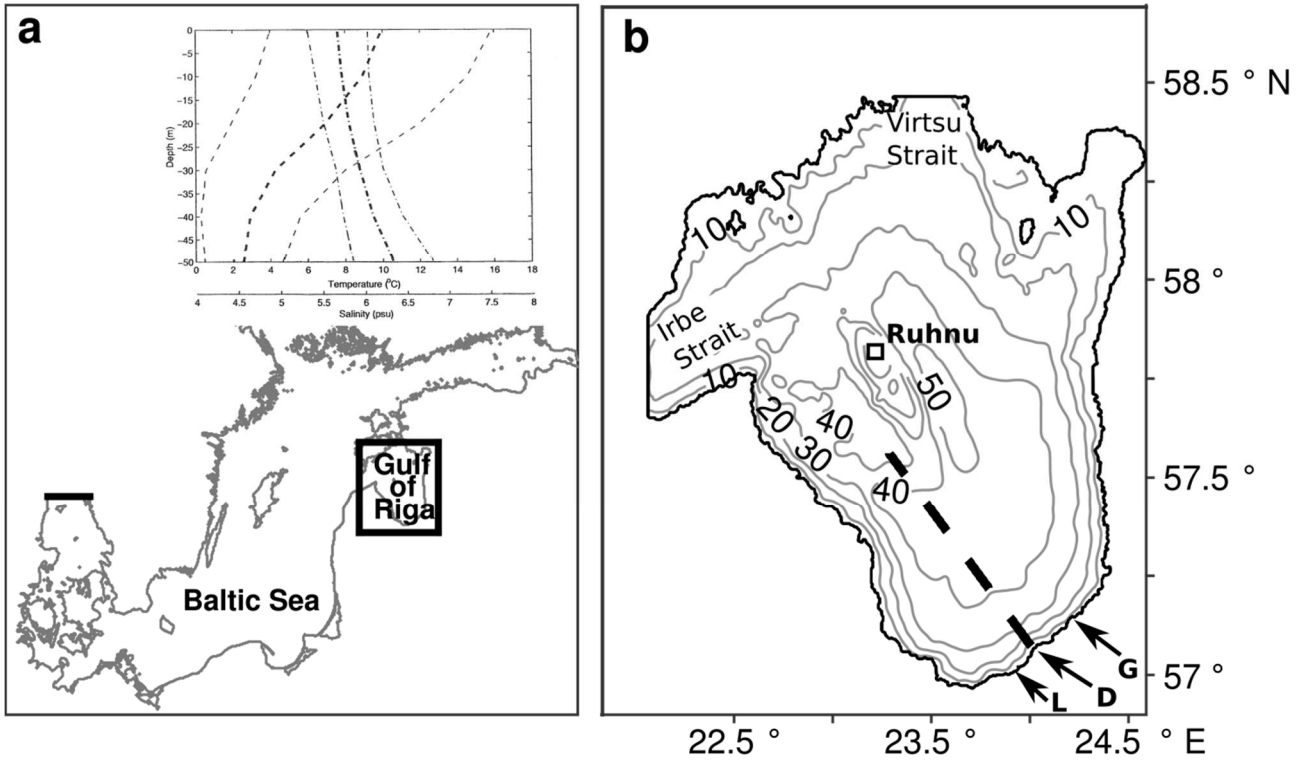 a
0
-5
-10
-15
-20
-25
-30
-35
-40
-45
-50
Depth (m)
0 2 4 6 8 10 12 14 16 18
Temperature (°C)
4 4.5 5 5.5 6 6.5 7 7.5 8
Salinity (psu)
Gulf
of
Riga
Baltic Sea
b
Virtsu
Strait
10
10
Irbe
Strait
10
Ruhnu
50
20
40
30
40
G
D
L
58.5 ° N
58 °
57.5 °
57 °
22.5 ° 23.5 ° 24.5 ° E